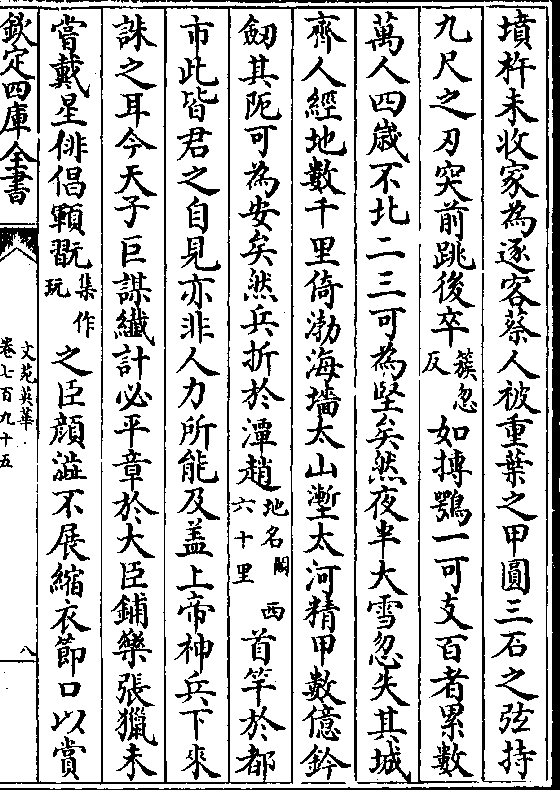 墳杵未收家為逐客蔡人被重葉之甲圓三石之弦持
九尺之刃突前跳後卒簇忽反如搏鶚一可支百者累數
萬人四歳不北二三可為堅矣然夜半大雪忽失其城
齊人經地數千里倚渤海墻太山塹太河精甲數億鈐
劒其阨可為安矣然兵折於潭趙地名闗西六十里首竿於都
市此皆君之自見亦非人力所能及盖上帝神兵下來
誅之耳今天子巨謀纎計必平章於大臣鋪樂張獵未
嘗戴星俳倡顆翫集作玩之臣顔澁不展縮衣節口以賞
欽定四庫全書
文苑英華
卷七百九十五
八